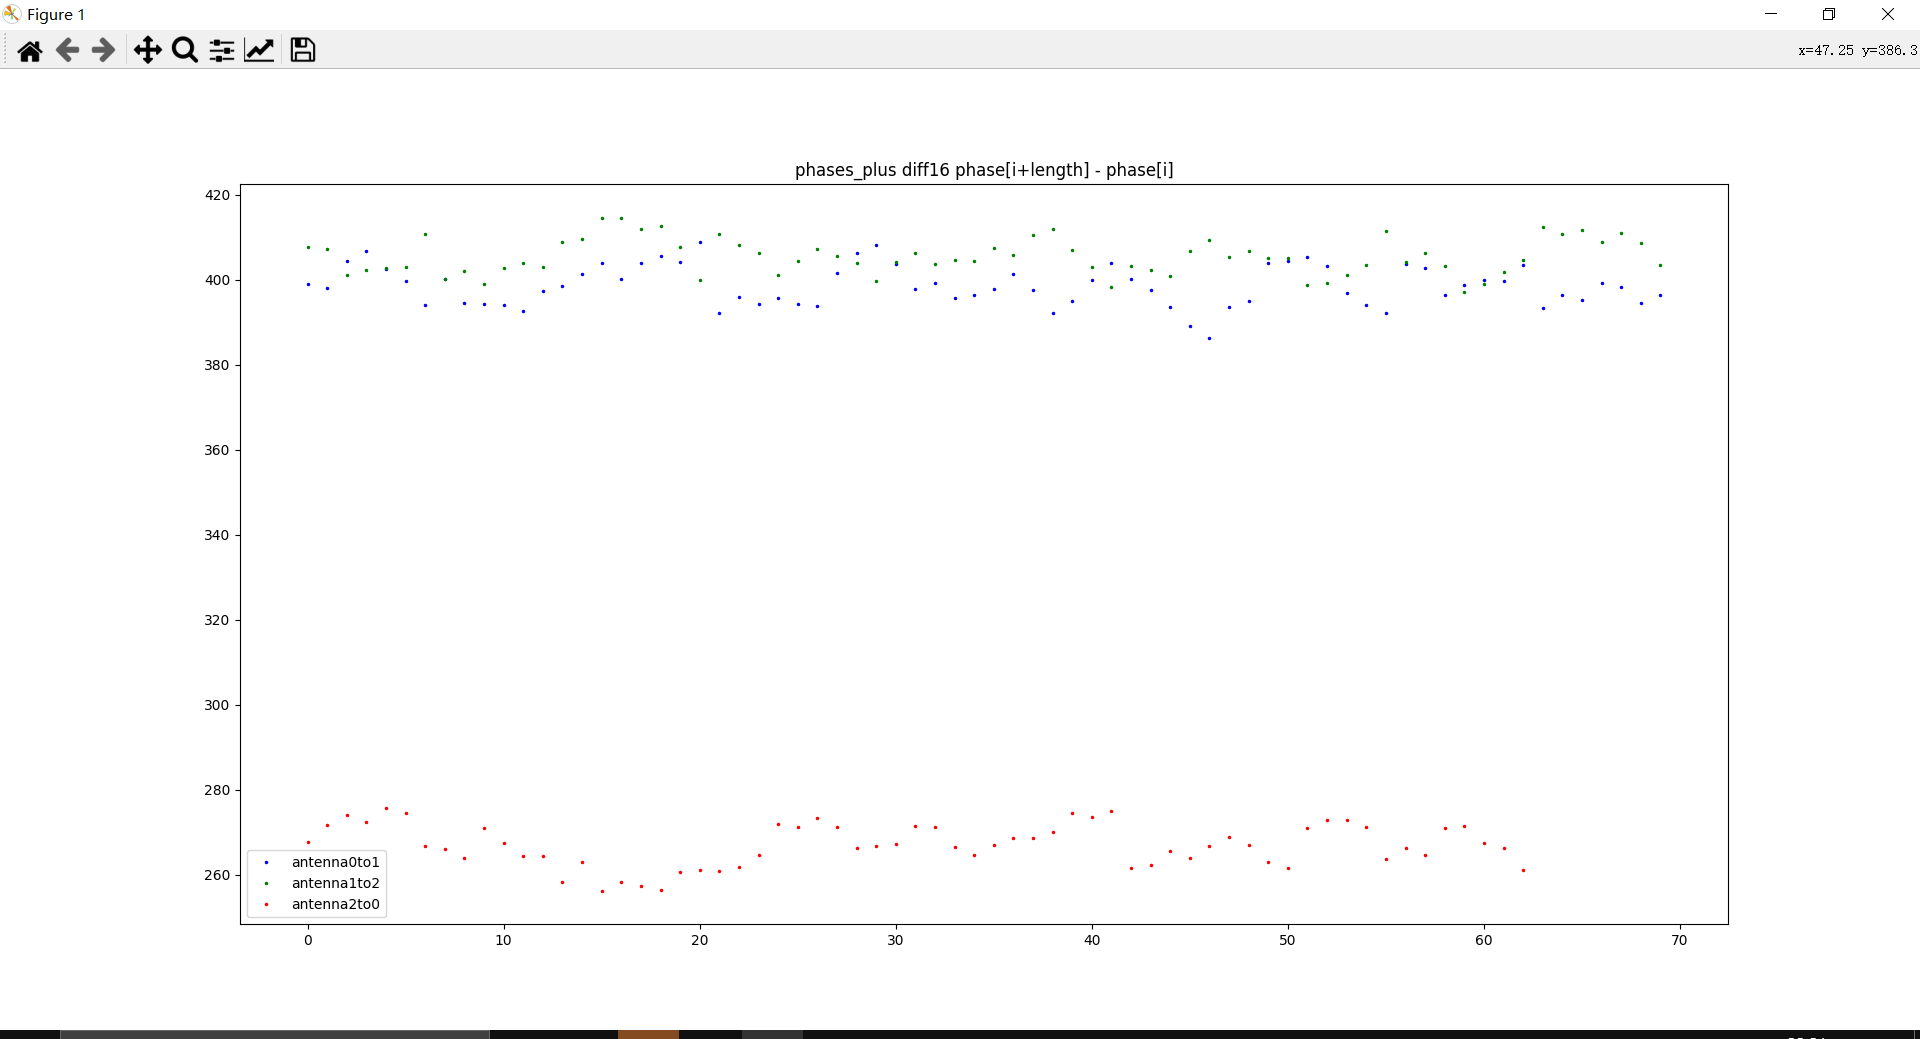 Figure 1
x=47.25 y=386.3
phases_plus diff16 phase[i+length] - phase[i]
420
400
380
360
340
320
300
280
260
antenna0to1
antenna1to2
antenna2to0
0 10 20 30 40 50 60 70